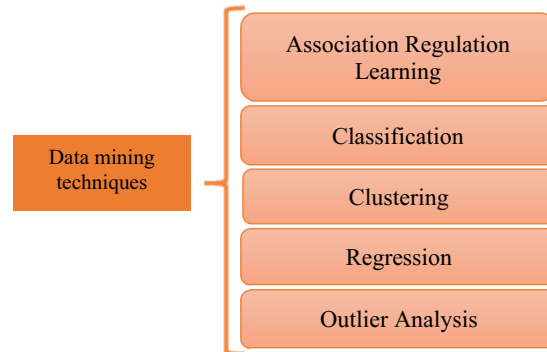 Association Regulation
Learning
Classification
Data mining
techniques
Clustering
Regression
Outlier Analysis